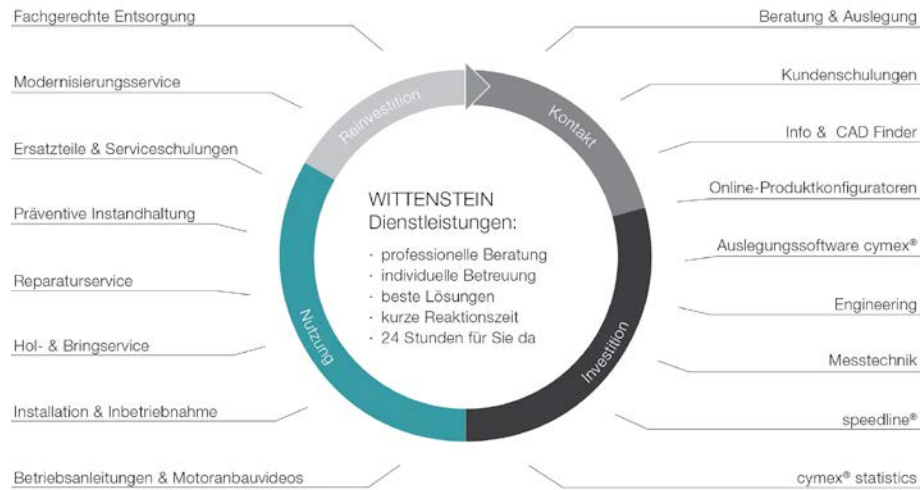 Fachgerechte Entsorgung
Modernisierungsservice
Ersatzteile & Serviceschulungen
Präventive Instandhaltung
Reparaturservice
Hol- & Bringservice
Installation & Inbetriebnahme
Betriebsanleitungen & Motoranbauvideos
Reinvestition
Kontakt
Nutzung
Investition
WITTENSTEIN
Dienstleistungen:
· professionelle Beratung
· individuelle Betreuung
· beste Lösungen
· kurze Reaktionszeit
· 24 Stunden für Sie da
Beratung & Auslegung
Kundenschulungen
Info & CAD Finder
Online-Produktkonfiguratoren
Auslegungssoftware cymex®
Engineering
Messtechnik
speedline®
cymex® statistics